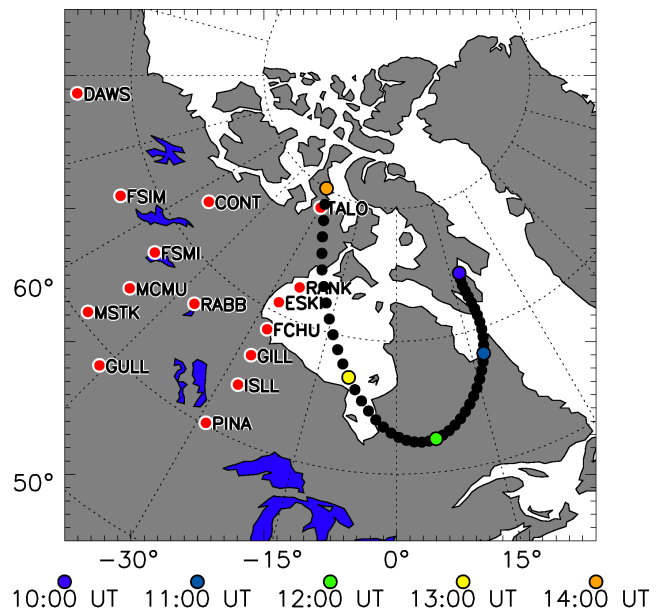 DAWS
FSIM
CONT
TALO
FSMI
60°
MCMU
RABB
RANK
ESKI
MSTK
FCHU
GULL
GILL
ISLL
PINA
50°
-30° -15° 0° 15°
10:00 UT 11:00 UT 12:00 UT 13:00 UT 14:00 UT